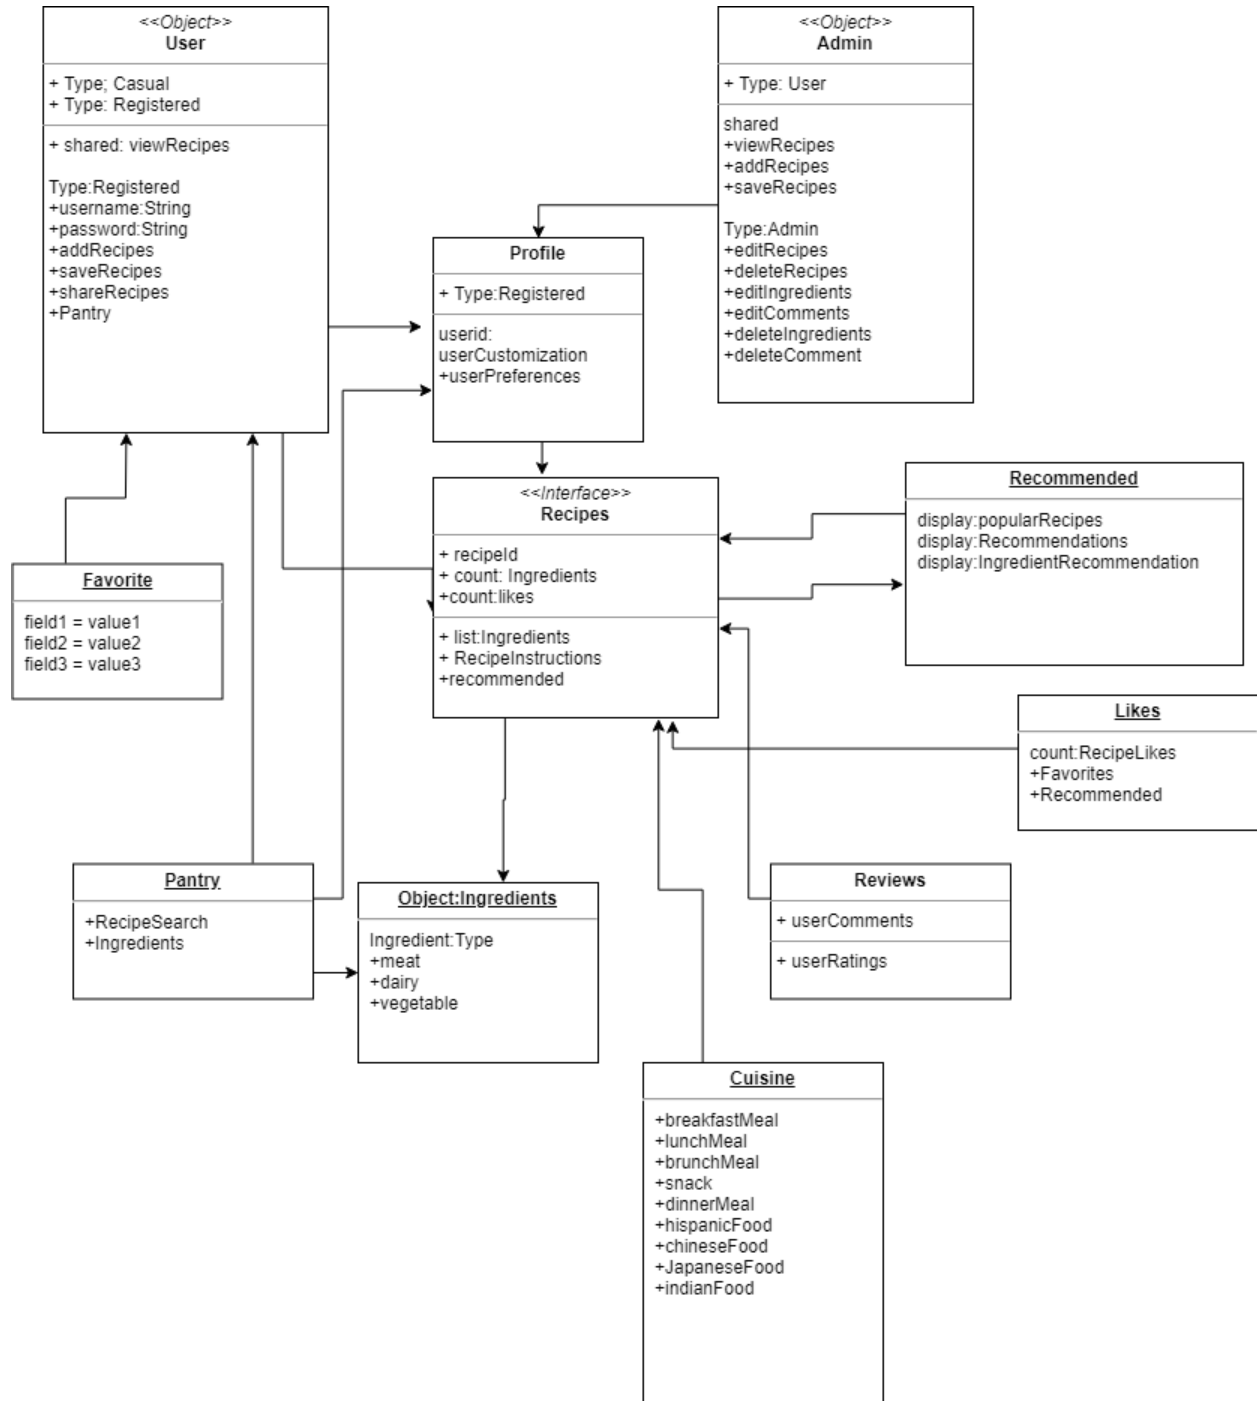 <<Object>>
User
+ Type; Casual
+ Type: Registered
+ shared: viewRecipes
Type:Registered
+username:String
+password:String
+addRecipes
+saveRecipes
+shareRecipes
+Pantry
<<Object>>
Admin
+ Type: User
shared
+viewRecipes
+addRecipes
+saveRecipes
Type:Admin
+editRecipes
+deleteRecipes
+editIngredients
+editComments
+deleteIngredients
+deleteComment
Profile
+ Type:Registered
userid:
userCustomization
+userPreferences
<<Interface>>
Recipes
+ recipeId
+ count: Ingredients
+count:likes
+ list:Ingredients
+ RecipeInstructions
+recommended
Recommended
display:popularRecipes
display:Recommendations
display:IngredientRecommendation
Favorite
field1 = value1
field2 = value2
field3 = value3
Likes
count:RecipeLikes
+Favorites
+Recommended
Pantry
+RecipeSearch
+Ingredients
Object:Ingredients
Ingredient:Type
+meat
+dairy
+vegetable
Reviews
+ userComments
+ userRatings
Cuisine
+breakfastMeal
+lunchMeal
+brunchMeal
+snack
+dinnerMeal
+hispanicFood
+chineseFood
+JapaneseFood
+indianFood